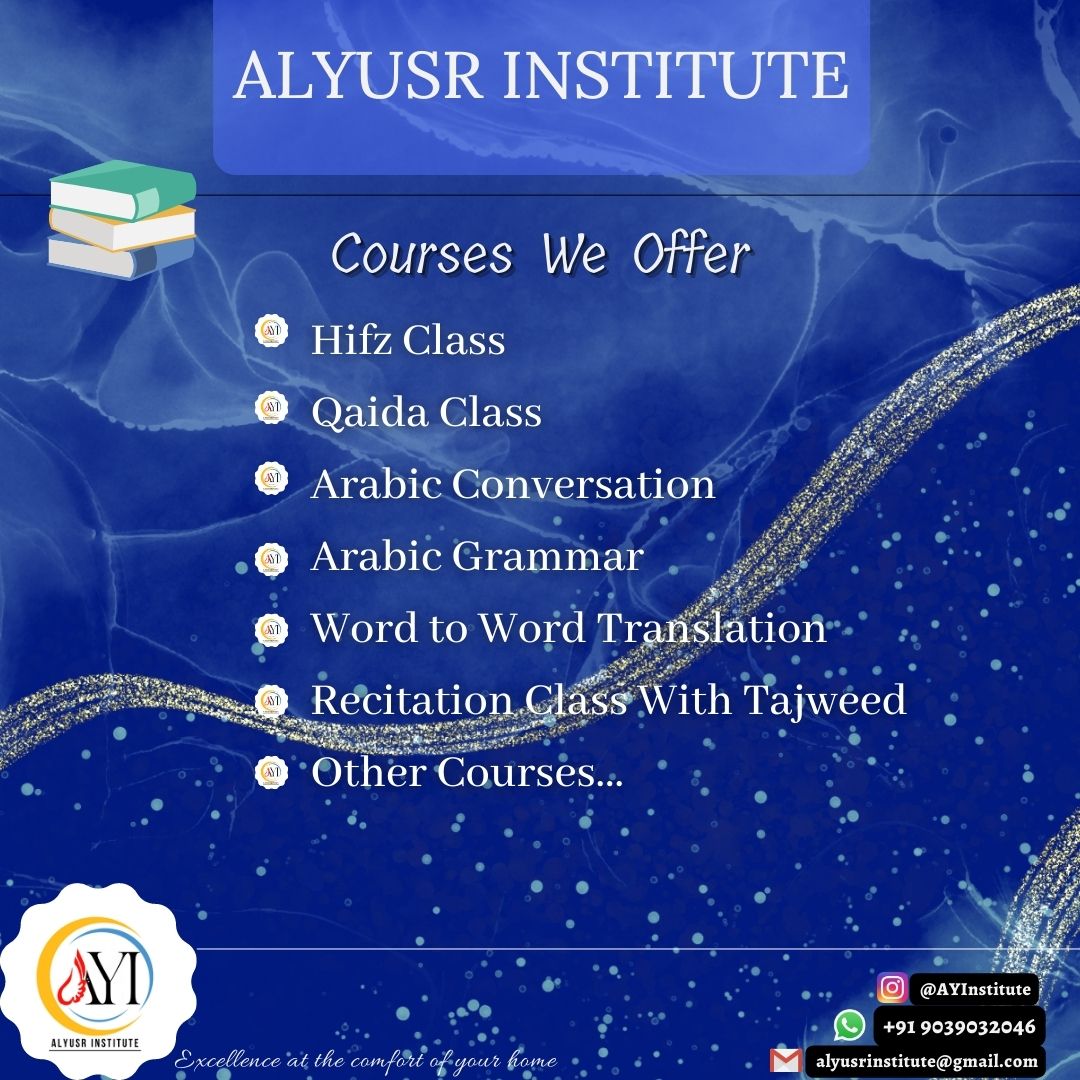 ALYUSR INSTITUTE
Courses We Offer
Hifz Class
Qaida Class
Arabic Conversation
Arabic Grammar
Word to Word Translation
Recitation Class With Tajweed
Other Courses...
AYI
ALYUSR INSTITUTE
Excellence at the comfort of your home
@AYInstitute
+91 9039032046
alyusrinstitute@gmail.com